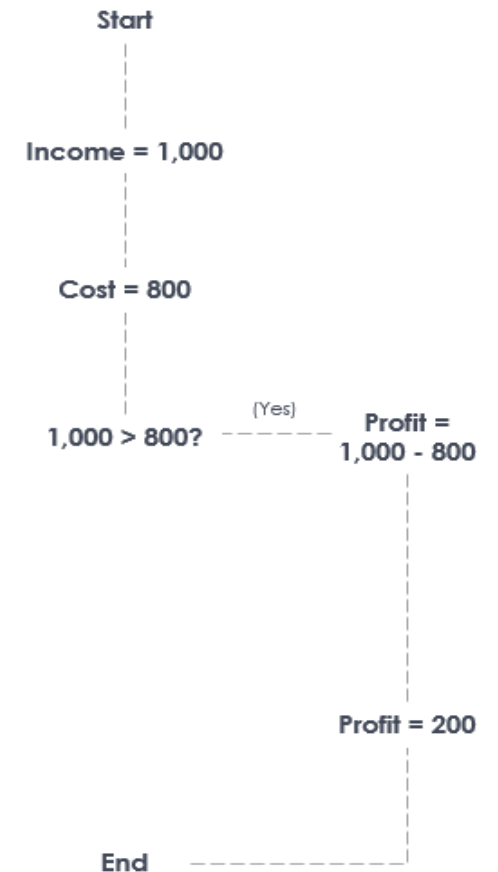 Start
Income = 1,000
Cost = 800
1,000 > 800?
(Yes)
Profit =
1,000 - 800
Profit = 200
End